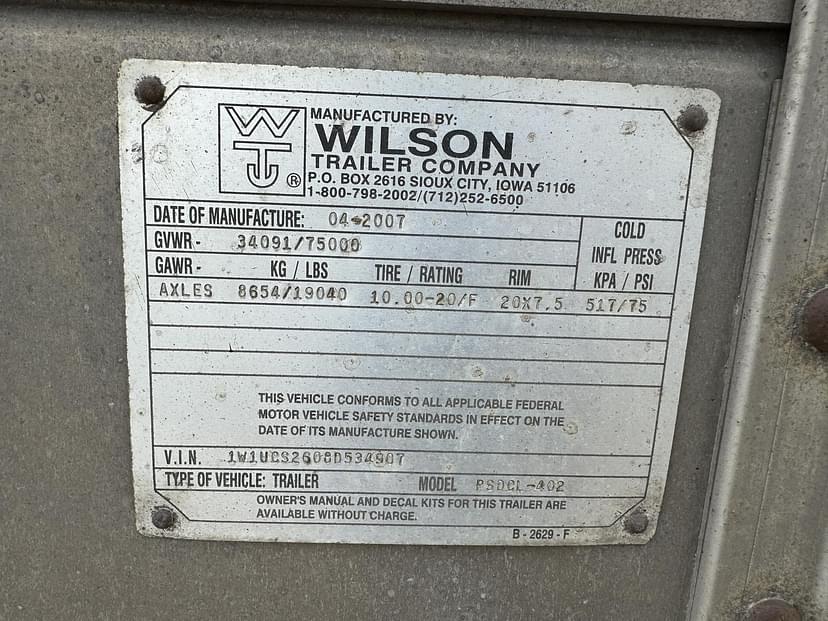 MANUFACTURED BY:
WILSON
TRAILER COMPANY
P.O. BOX 2616 SIOUX CITY, IOWA 51106
1-800-798-2002/(712)252-6500
WT ®
DATE OF MANUFACTURE: 04-2007
COLD
INFL PRESS
KPA / PSI
GVWR - 34091/75000
GAWR - KG / LBS TIRE / RATING RIM
AXLES 8654/19040 10.00-20/F 20X7.5 517/75
THIS VEHICLE CONFORMS TO ALL APPLICABLE FEDERAL
MOTOR VEHICLE SAFETY STANDARDS IN EFFECT ON THE
DATE OF ITS MANUFACTURE SHOWN.
V.I.N.
TYPE OF VEHICLE: TRAILER MODEL PSDCL-402
OWNER'S MANUAL AND DECAL KITS FOR THIS TRAILER ARE
AVAILABLE WITHOUT CHARGE.
B - 2629 - F